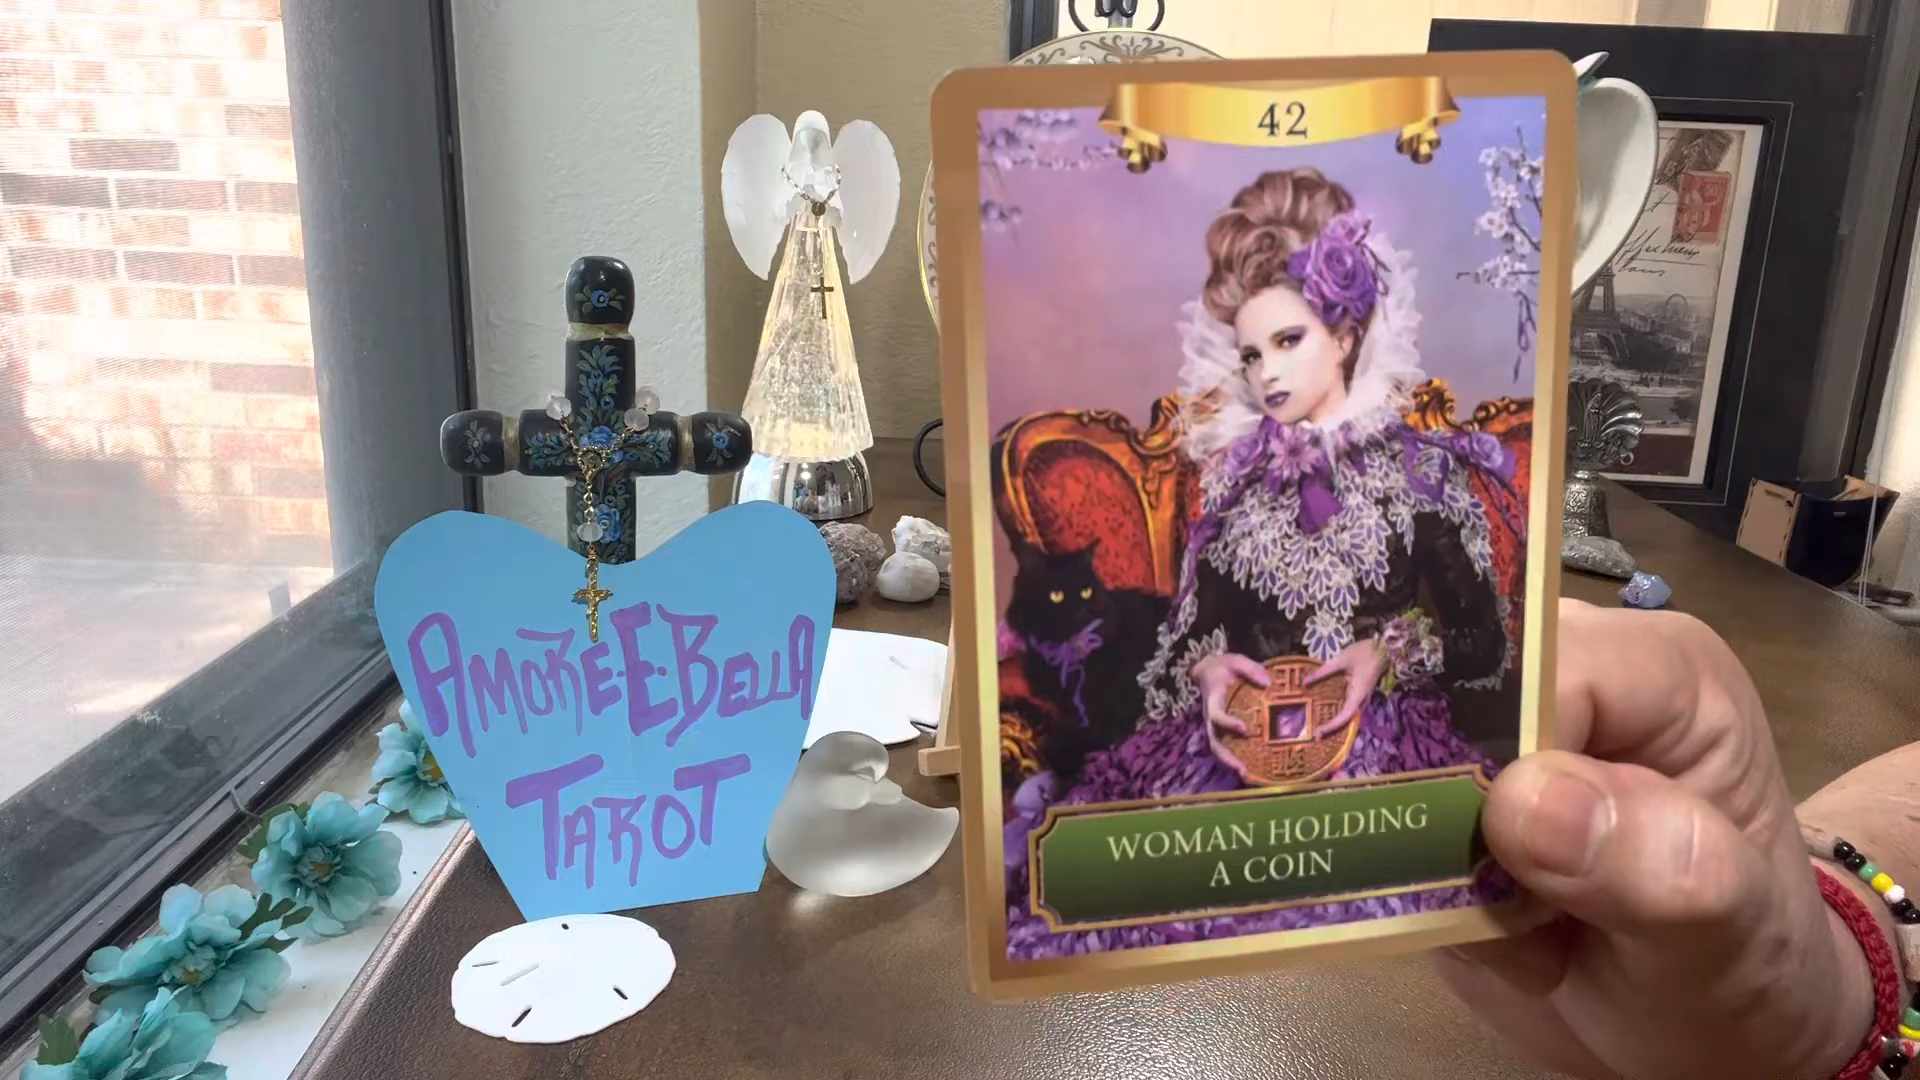 AMORE-E-BELLA
TAROT
42
WOMAN HOLDING
A COIN